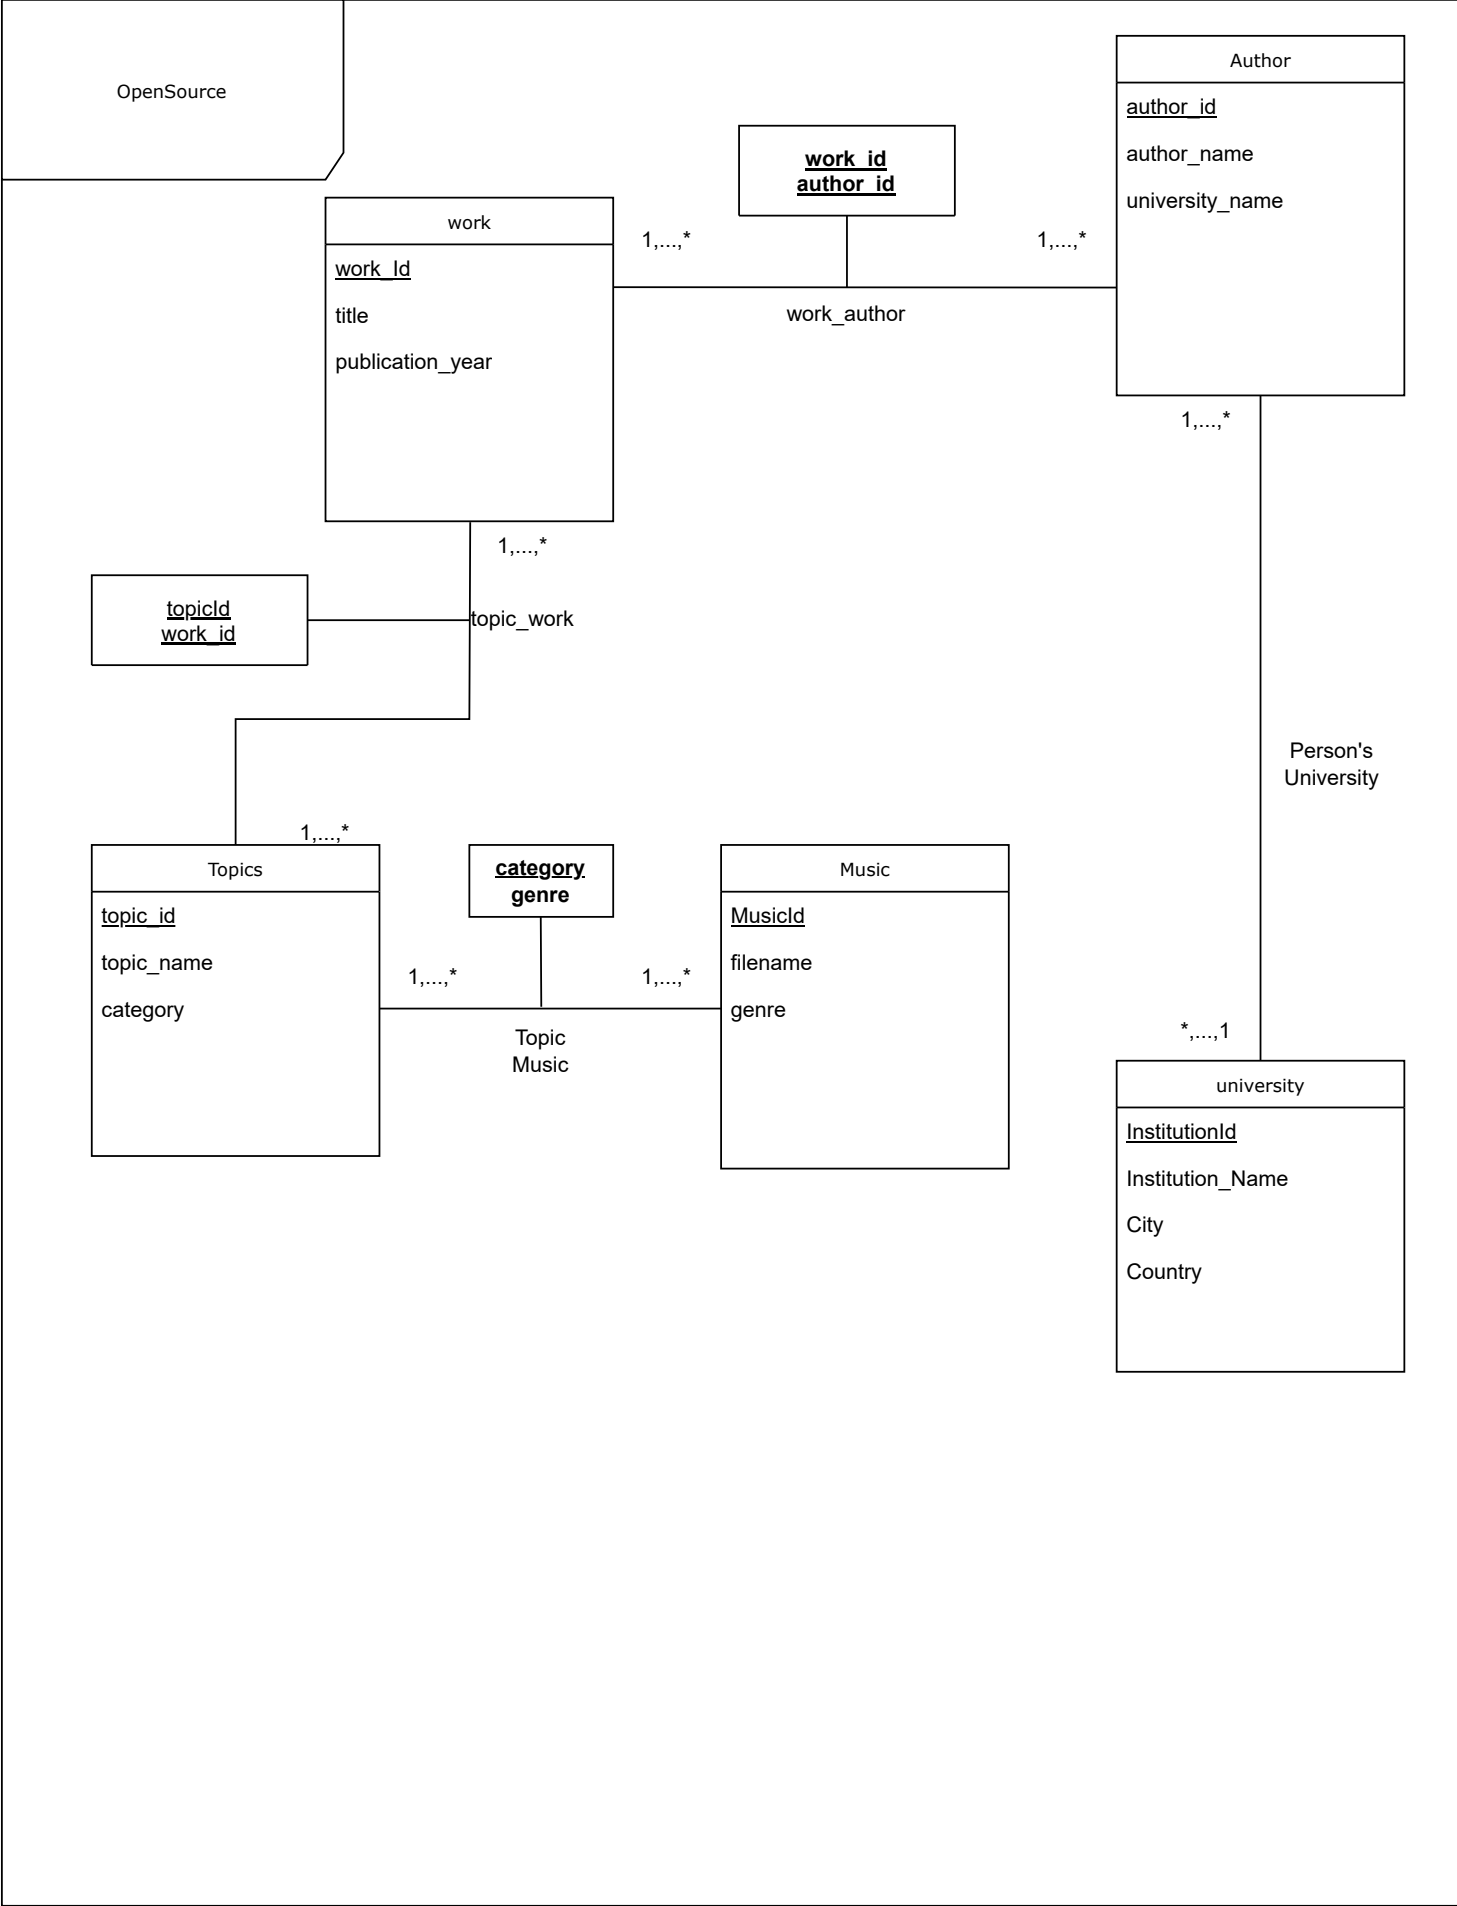 OpenSource
Author
author_id
author_name
university_name
work_id
author_id
work
work_Id
title
publication_year
1,...,*
1,...,*
work_author
1,...,*
1,...,*
topicId
work_id
topic_work
Person's
University
1,...,*
Topics
topic_id
topic_name
category
category
genre
Music
MusicId
filename
genre
1,...,*
1,...,*
Topic
Music
*,...,1
university
InstitutionId
Institution_Name
City
Country